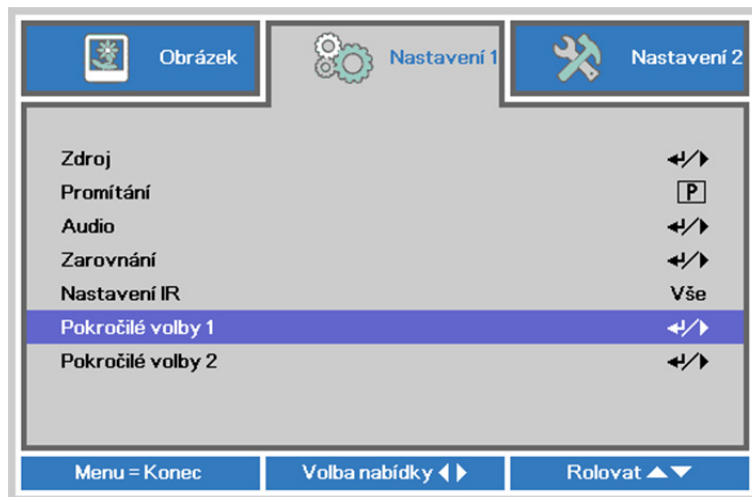 Obrázek
Nastavení 1
Nastavení 2
Zdroj
Promítání P
Audio
Zarovnání
Nastavení IR Vše
Pokročilé volby 1
Pokročilé volby 2
Menu = Konec
Volba nabídky
Rolovat